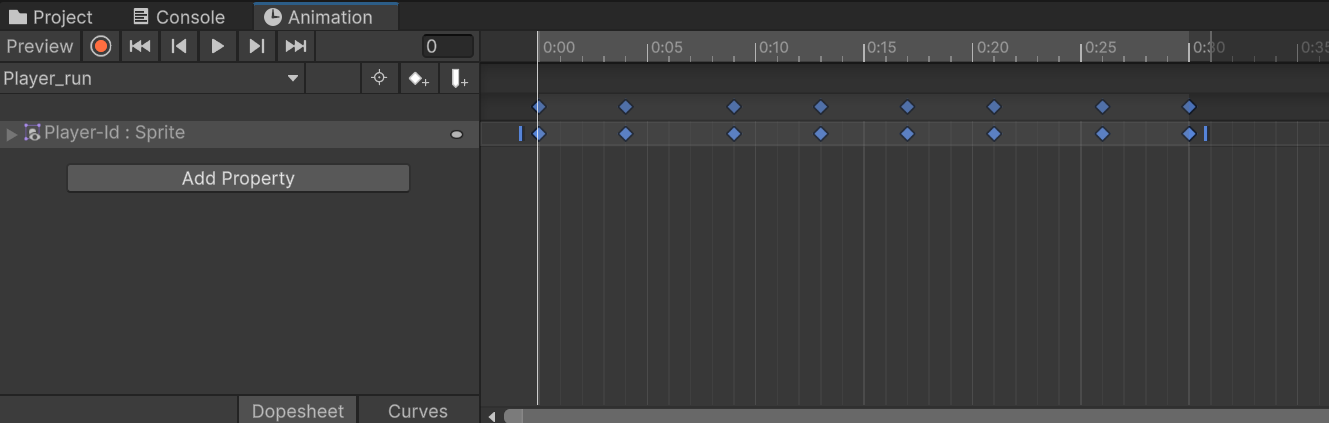 Project Console Animation
Preview 0 0:00 0:05 0:10 0:15 0:20 0:25 0:30 0:35
Player_run
Player-Id : Sprite
Add Property
Dopesheet Curves